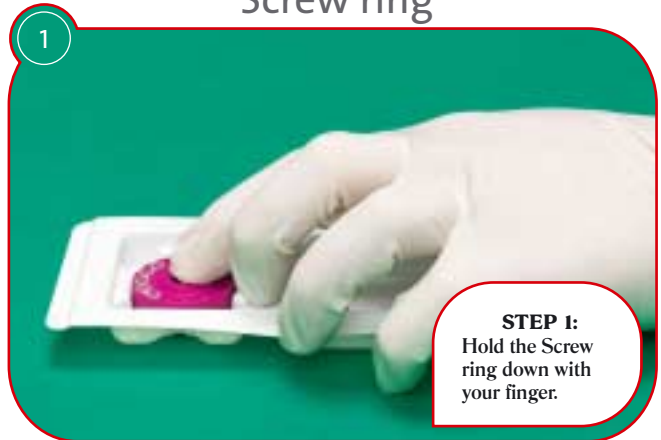 Screw ring
1
STEP 1:
Hold the Screw
ring down with
your finger.